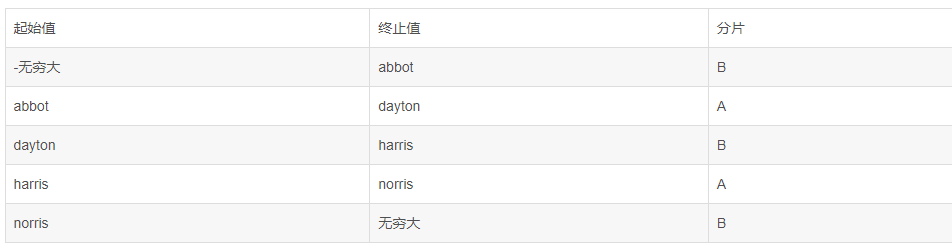 起始值 终止值 分片
-无穷大 abbot B
abbot dayton A
dayton harris B
harris norris A
norris 无穷大 B